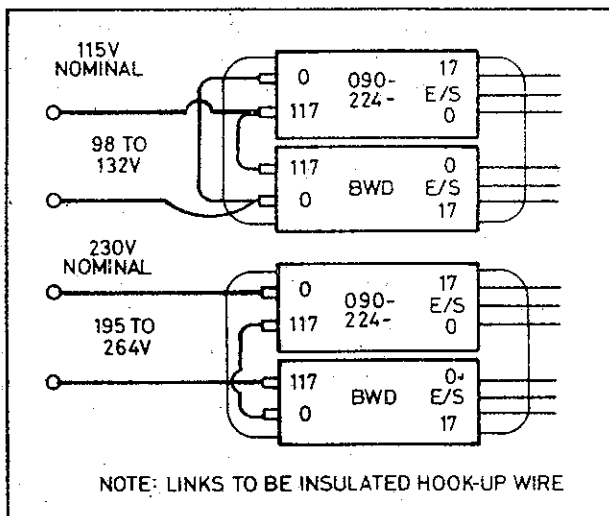 115V
NOMINAL
98 TO
132V
0
117
090-
224-
17
E/S
0
117
0
BWD
0
E/S
17
230V
NOMINAL
195 TO
264V
0
117
090-
224-
17
E/S
0
117
0
BWD
0
E/S
17
NOTE: LINKS TO BE INSULATED HOOK-UP WIRE